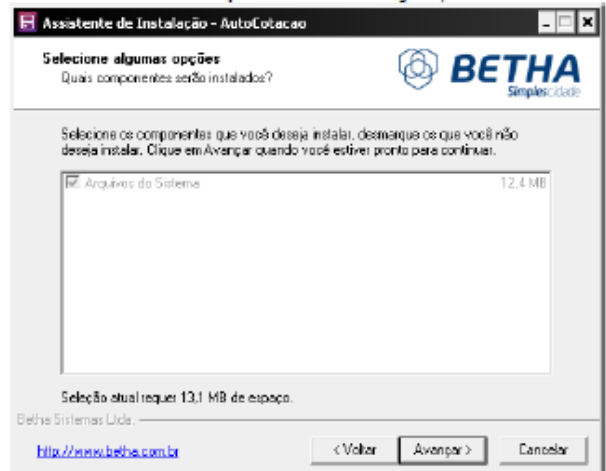 Assistente de Instalação - AutoCotacao
Selecione algumas opções
Quais componentes serão instalados?
BETHA
Simplescidade
Selecione os componentes que você deseja instalar, desmarque os que você não
deseja instalar. Clique em Avançar quando você estiver pronto para continuar.
Arquivos do Sistema 12,4 MB
Seleção atual requer 13,1 MB de espaço.
Betha Sistemas Ltda.
http://www.betha.com.br
< Voltar Avançar > Cancelar